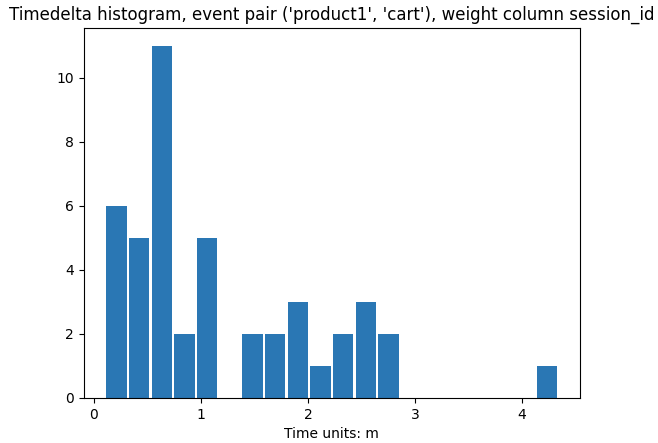 Timedelta histogram, event pair ('product1', 'cart'), weight column session_id
10
8
6
4
2
0
0 1 2 3 4
Time units: m